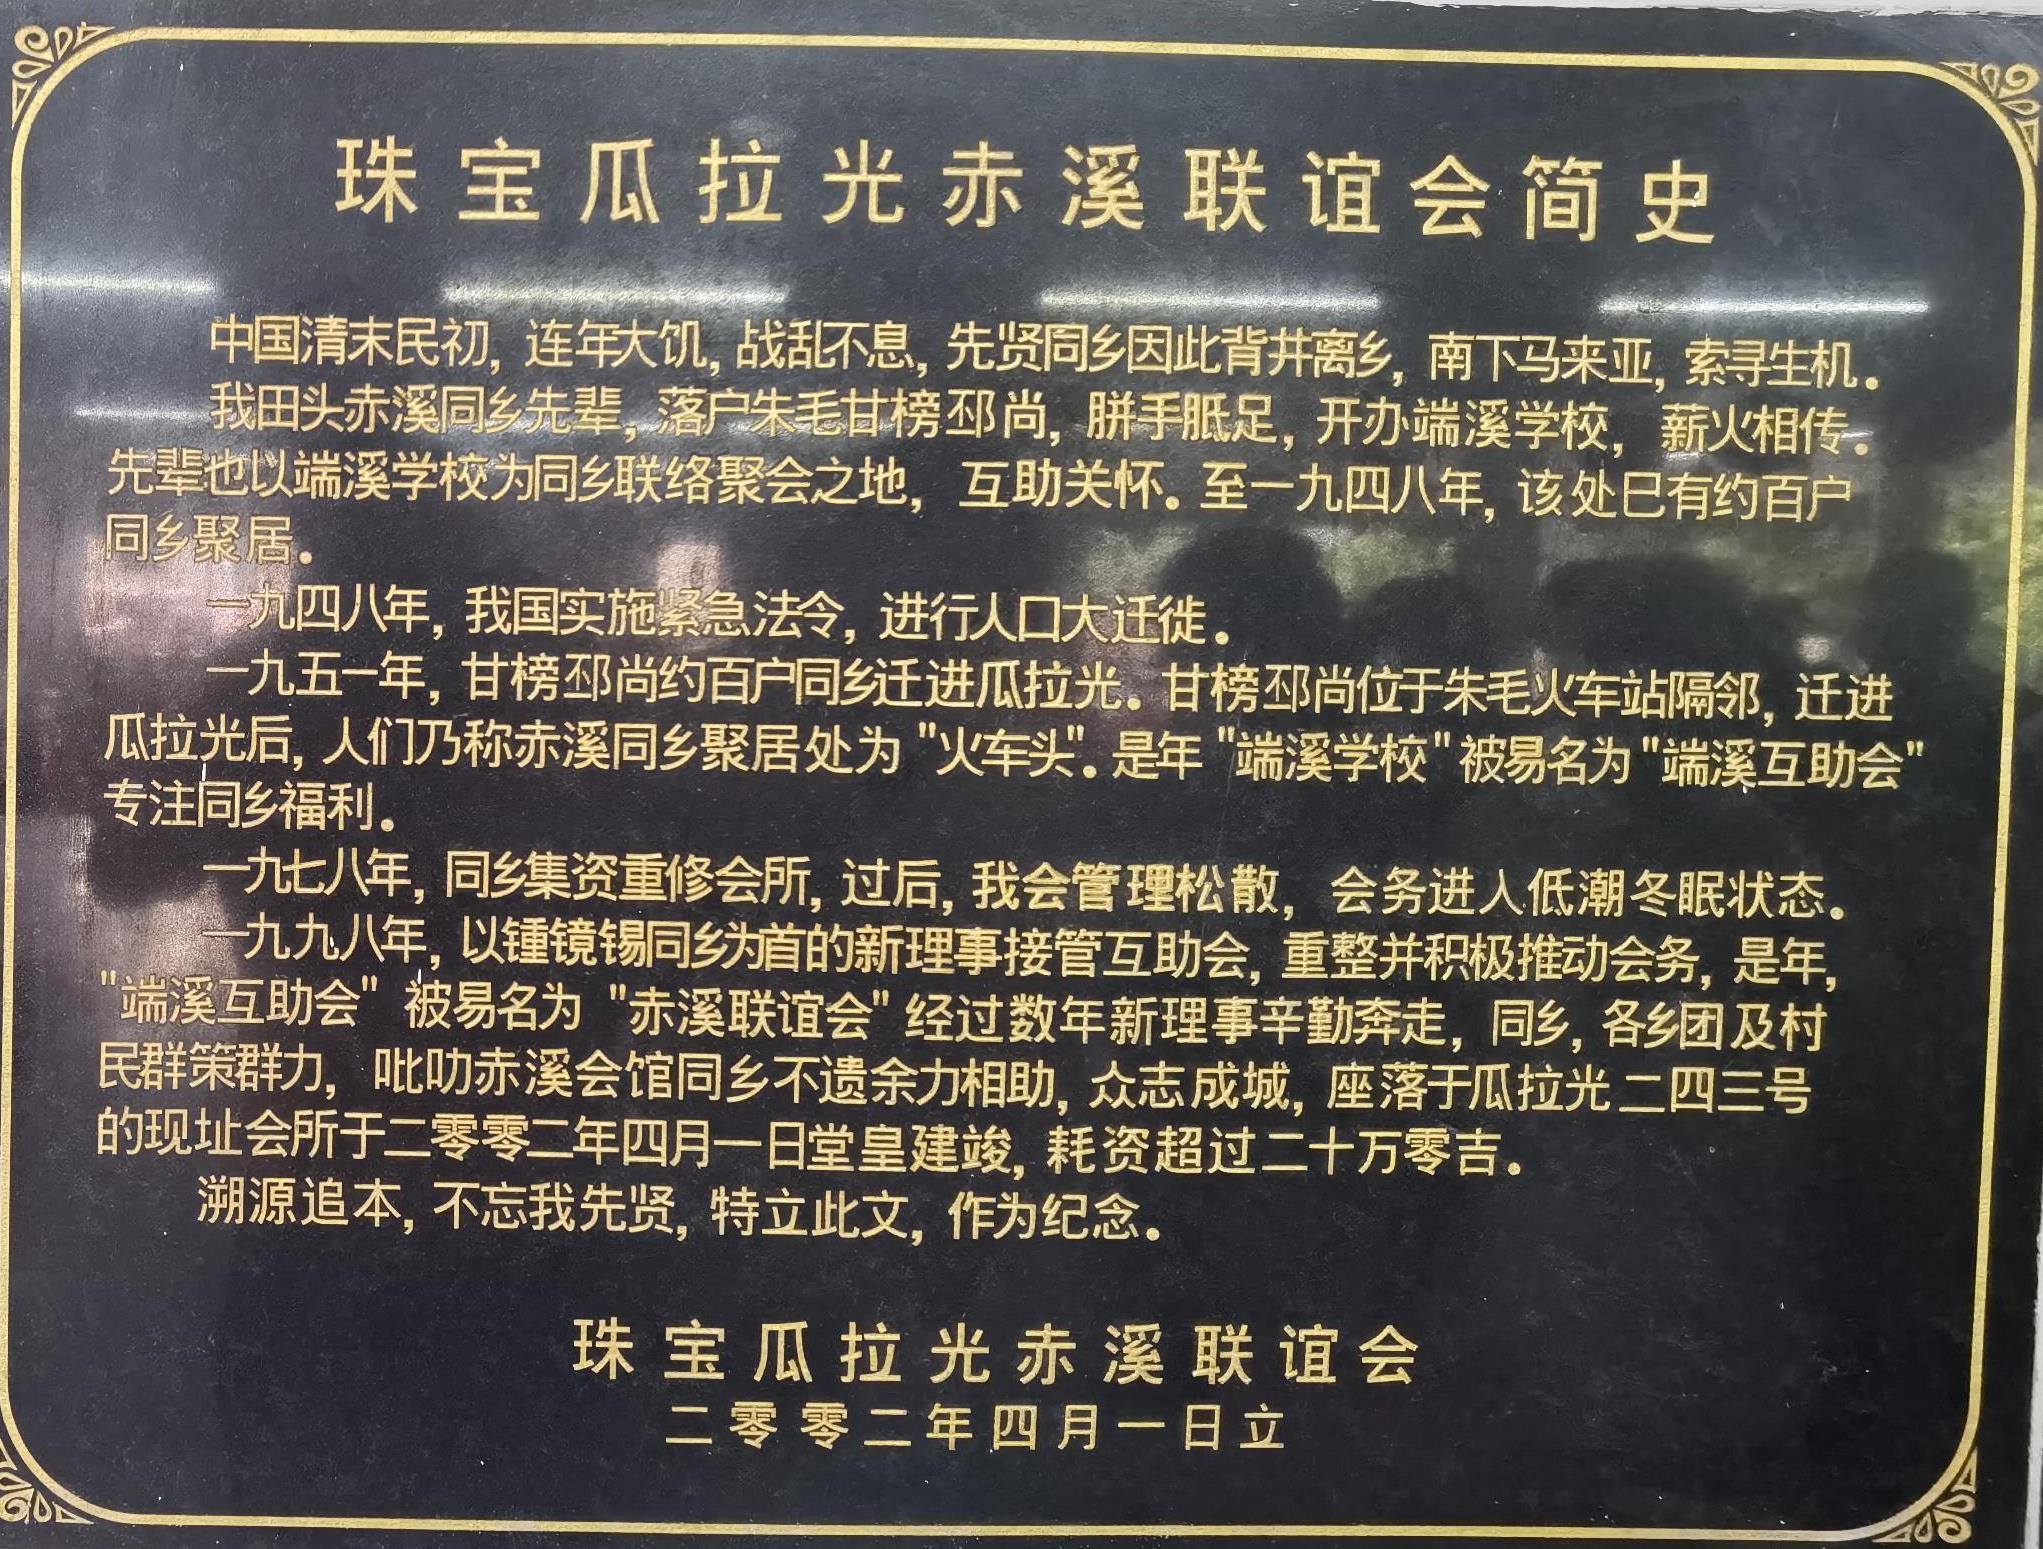 珠宝瓜拉光赤溪联谊会简史
中国清末民初，连年大饥，战乱不息，先贤同乡因此背井离乡，南下马来亚，索寻生机。
我田头赤溪同乡先辈，落户朱毛甘榜邳尚，胼手胝足，开办端溪学校，薪火相传。
先辈也以端溪学校为同乡联络聚会之地，互助关怀。至一九四八年，该处巳有约百户
同乡聚居。
一九四八年，我国实施紧急法令，进行人口大迁徙。
一九五一年，甘榜邳尚约百户同乡迁进瓜拉光。甘榜邳尚位于朱毛火车站隔邻，迁进
瓜拉光后，人们乃称赤溪同乡聚居处为"火车头"。是年"端溪学校"被易名为"端溪互助会"
专注同乡福利。
一九七八年，同乡集资重修会所，过后，我会管理松散，会务进入低潮冬眠状态。
一九九八年，以锺镜锡同乡为首的新理事接管互助会，重整并积极推动会务，是年，
"端溪互助会"被易名为"赤溪联谊会"经过数年新理事辛勤奔走，同乡，各乡团及村
民群策群力，吡叻赤溪会馆同乡不遗余力相助，众志成城，座落于瓜拉光二四三号
的现址会所于二零零二年四月一日堂皇建竣，耗资超过二十万零吉。
溯源追本，不忘我先贤，特立此文，作为纪念。
珠宝瓜拉光赤溪联谊会
二零零二年四月一日立